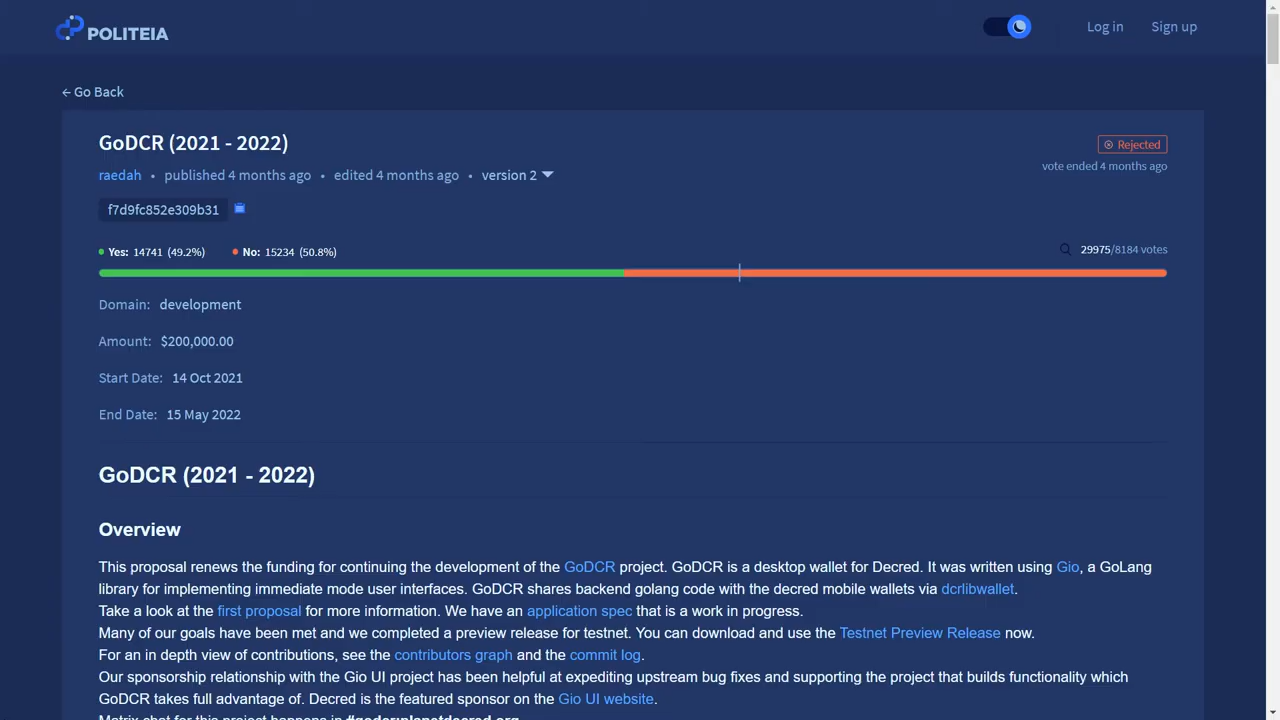 POLITEIA
Log in
Sign up
← Go Back
GoDCR (2021 - 2022)
Rejected
raedah • published 4 months ago • edited 4 months ago • version 2
vote ended 4 months ago
f7d9fc852e309b31
Yes: 14741 (49.2%) No: 15234 (50.8%)
29975/8184 votes
Domain: development
Amount: $200,000.00
Start Date: 14 Oct 2021
End Date: 15 May 2022
GoDCR (2021 - 2022)
Overview
This proposal renews the funding for continuing the development of the GoDCR project. GoDCR is a desktop wallet for Decred. It was written using Gio, a GoLang
library for implementing immediate mode user interfaces. GoDCR shares backend golang code with the decred mobile wallets via dcrlibwallet.
Take a look at the first proposal for more information. We have an application spec that is a work in progress.
Many of our goals have been met and we completed a preview release for testnet. You can download and use the Testnet Preview Release now.
For an in depth view of contributions, see the contributors graph and the commit log.
Our sponsorship relationship with the Gio UI project has been helpful at expediting upstream bug fixes and supporting the project that builds functionality which
GoDCR takes full advantage of. Decred is the featured sponsor on the Gio UI website.
Matrix chat for this project happens in #godcr:planetdecred.org